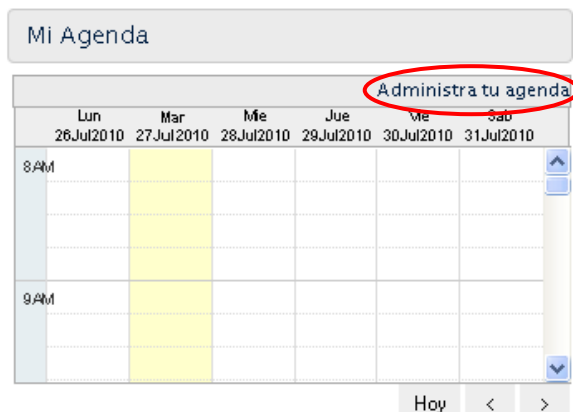 Mi Agenda
Administra tu agenda
Lun Mar Mie Jue Vie Sab
26Jul2010 27Jul2010 28Jul2010 29Jul2010 30Jul2010 31Jul2010
8AM
9AM
Hoy < >